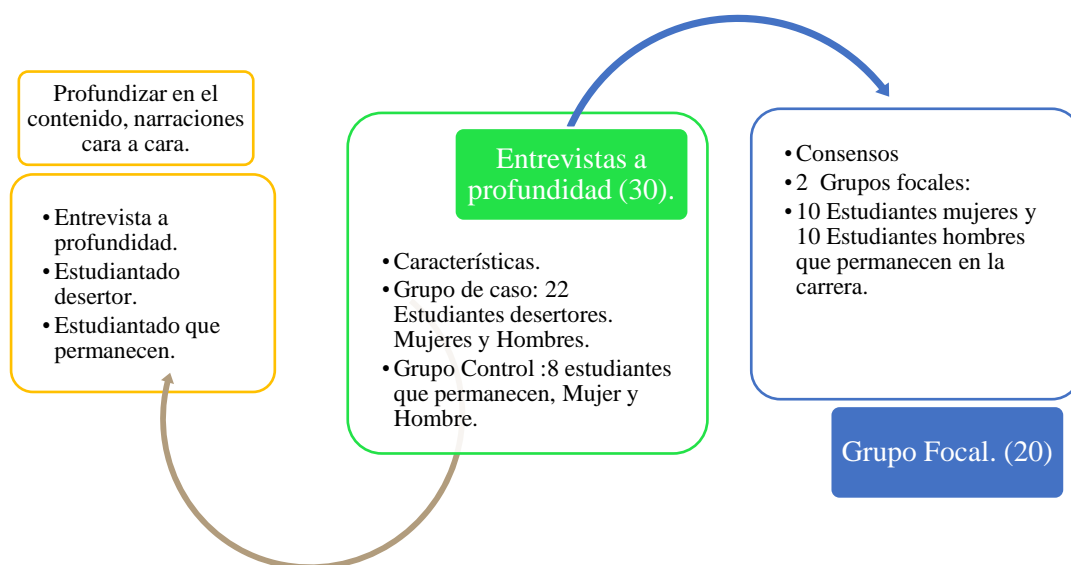 Profundizar en el
contenido, narraciones
cara a cara.
•Entrevista a
profundidad.
•Estudiantado
desertor.
•Estudiantado que
permanecen.
Entrevistas a
profundidad (30).
•Características.
•Grupo de caso: 22
Estudiantes desertores.
Mujeres y Hombres.
•Grupo Control :8 estudiantes
que permanecen, Mujer y
Hombre.
•Consensos
•2 Grupos focales:
•10 Estudiantes mujeres y
10 Estudiantes hombres
que permanecen en la
carrera.
Grupo Focal. (20)